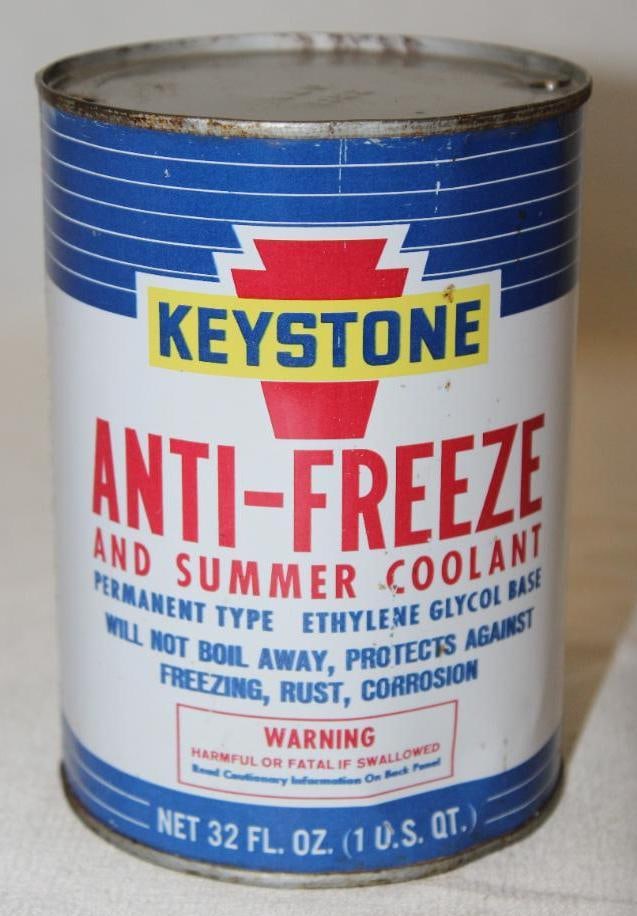 KEYSTONE
ANTI-FREEZE
AND SUMMER COOLANT
PERMANENT TYPE ETHYLENE GLYCOL BASE
WILL NOT BOIL AWAY, PROTECTS AGAINST
FREEZING, RUST, CORROSION
WARNING
HARMFUL OR FATAL IF SWALLOWED
Read Cautionary Information On Back Panel
NET 32 FL. OZ. (1 U.S. QT.)